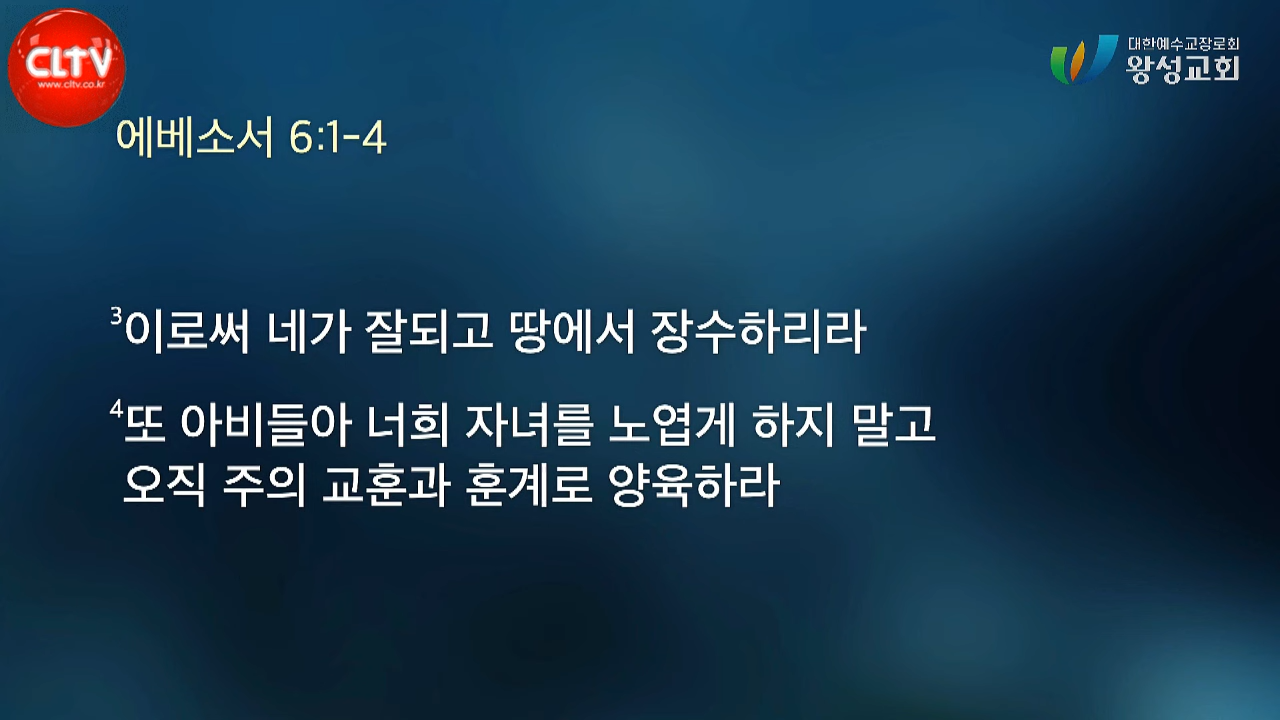 CLTV
www.cltv.co.kr
대한예수교장로회
왕성교회
에베소서 6:1-4
3이로써 네가 잘되고 땅에서 장수하리라
4또 아비들아 너희 자녀를 노엽게 하지 말고
오직 주의 교훈과 훈계로 양육하라